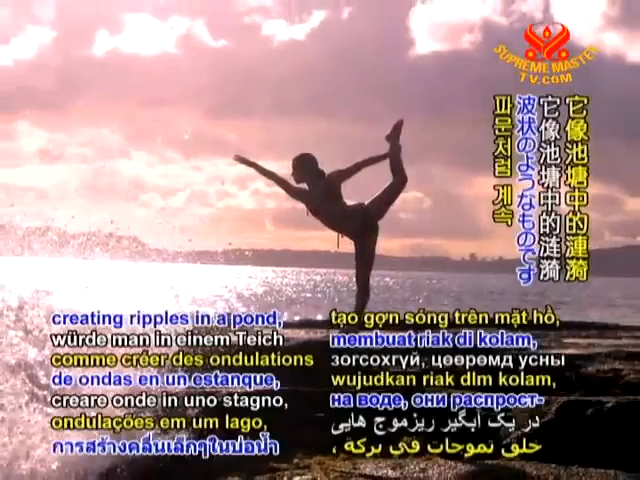 SUPREME MASTER
TV.COM
它像池塘中的漣漪
它像池塘中的涟漪
波状のようなものです
파문처럼 계속
creating ripples in a pond,
würde man in einem Teich
comme créer des ondulations
de ondas en un estanque,
creare onde in uno stagno,
ondulações em um lago,
การสร้างคลื่นเล็กๆในบ่อน้ำ
tạo gợn sóng trên mặt hồ,
membuat riak di kolam,
зогсохгүй, цөөрөмд усны
wujudkan riak dlm kolam,
на воде, они распрост-
در یک آبگیر ریزموج هایی
خلق تموجات في بركة ،